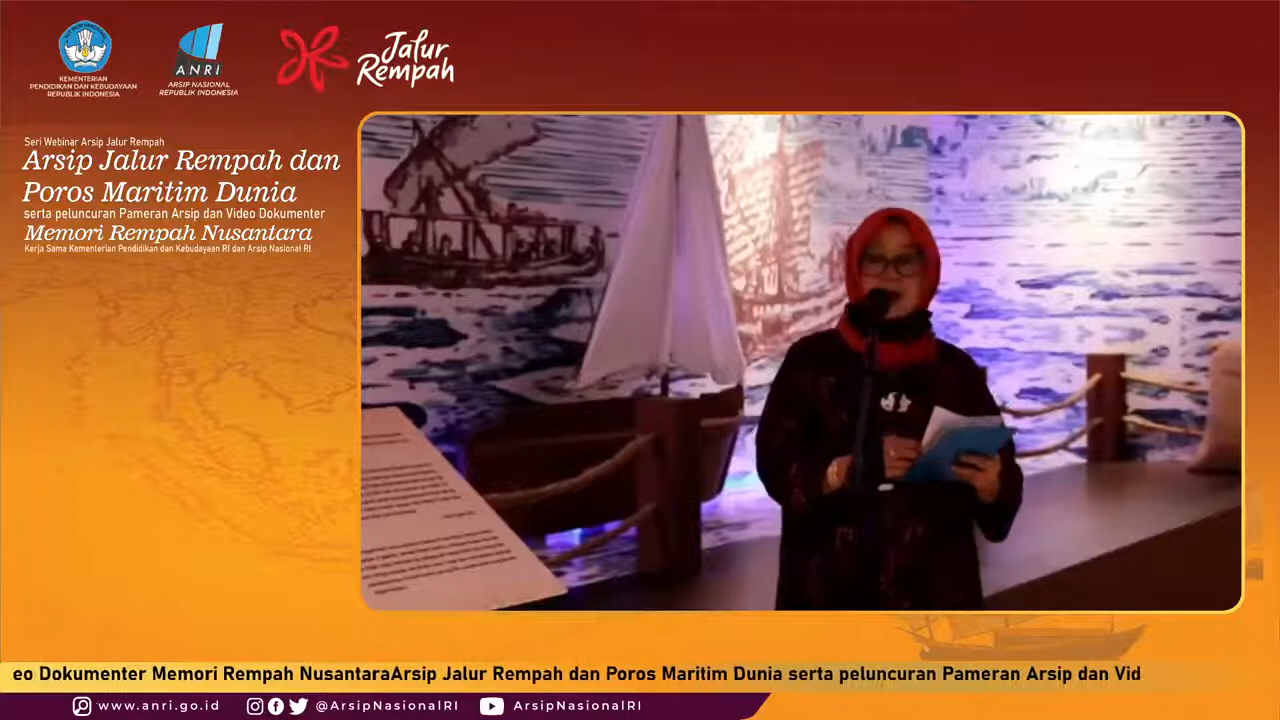 KEMENTERIAN
PENDIDIKAN DAN KEBUDAYAAN
REPUBLIK INDONESIA
ANRI
ARSIP NASIONAL
REPUBLIK INDONESIA
Jalur
Rempah
Seri Webinar Arsip Jalur Rempah
Arsip Jalur Rempah dan
Poros Maritim Dunia
serta peluncuran Pameran Arsip dan Video Dokumenter
Memori Rempah Nusantara
Kerja Sama Kementerian Pendidikan dan Kebudayaan RI dan Arsip Nasional RI
eo Dokumenter Memori Rempah NusantaraArsip Jalur Rempah dan Poros Maritim Dunia serta peluncuran Pameran Arsip dan Vid
www.anri.go.id @ArsipNasionalRI ArsipNasionalRI